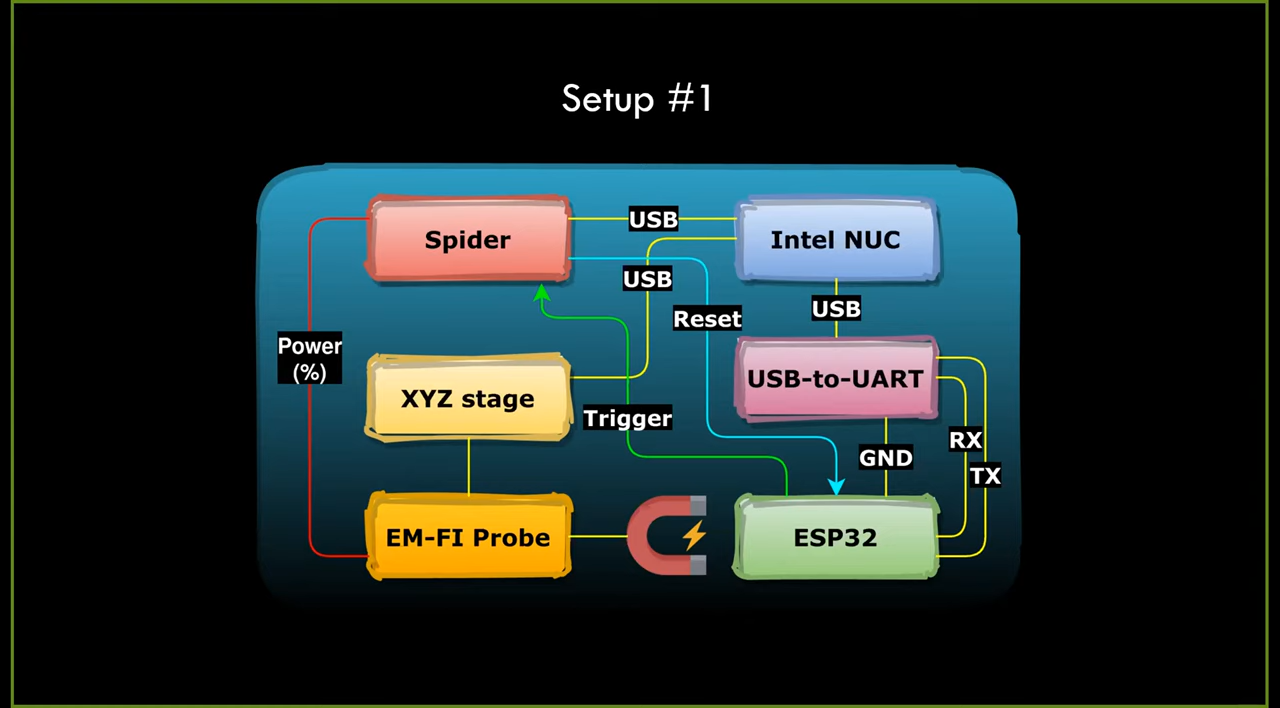 Setup #1
Spider
USB
Intel NUC
USB
Reset
USB
Power
(%)
XYZ stage
Trigger
USB-to-UART
GND
RX
TX
EM-FI Probe
ESP32